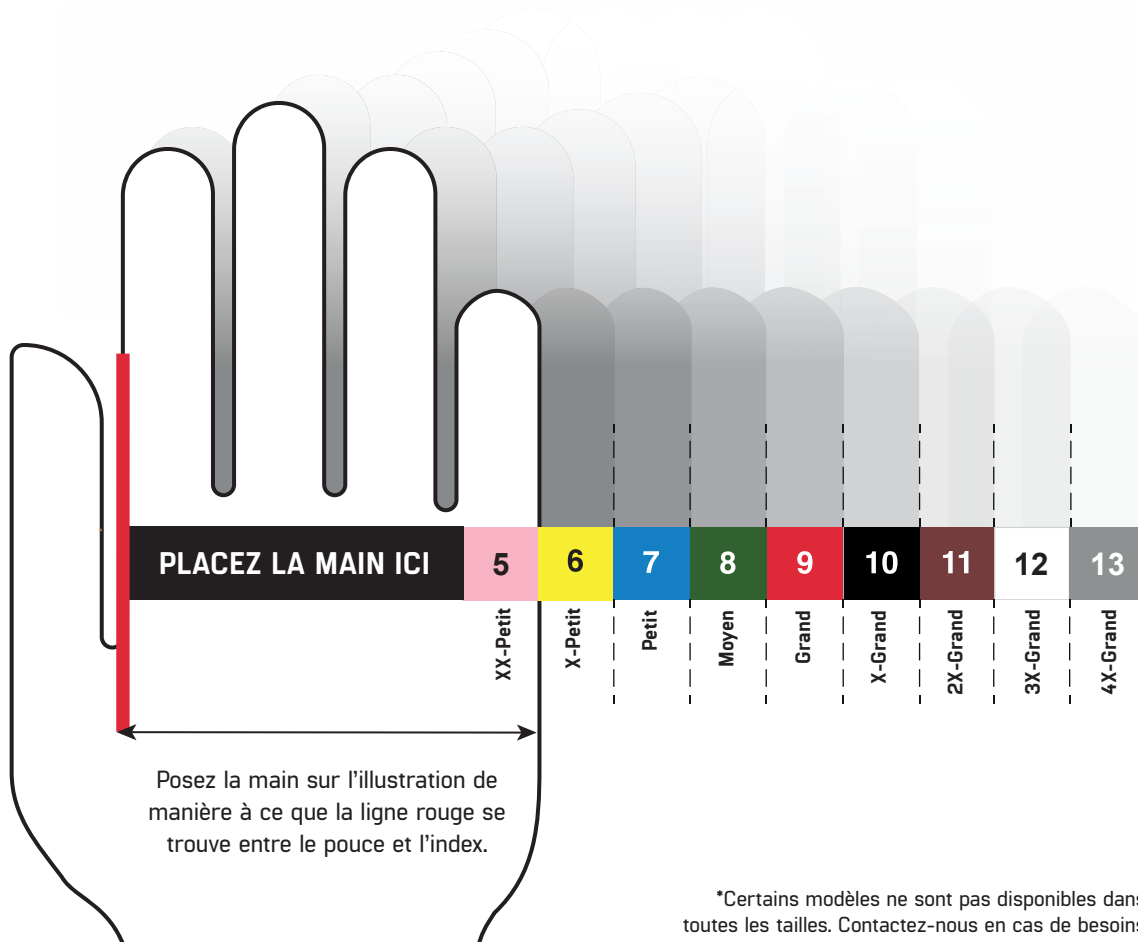 PLACEZ LA MAIN ICI
5
6
7
8
9
10
11
12
13
XX-Petit
X-Petit
Petit
Moyen
Grand
X-Grand
2X-Grand
3X-Grand
4X-Grand
Posez la main sur l'illustration de
manière à ce que la ligne rouge se
trouve entre le pouce et l'index.
*Certains modèles ne sont pas disponibles dans
toutes les tailles. Contactez-nous en cas de besoins